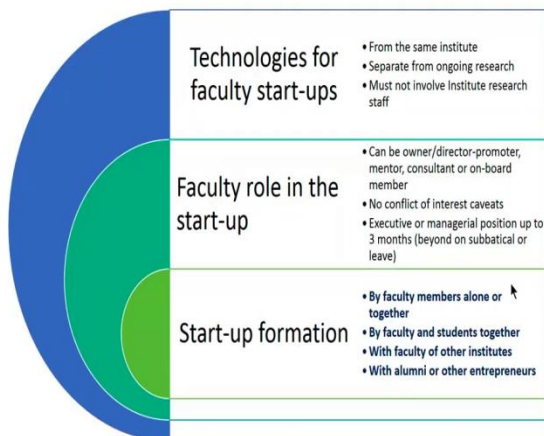 Technologies for
faculty start-ups
• From the same institute
• Separate from ongoing research
• Must not involve Institute research
staff
Faculty role in the
start-up
• Can be owner/director-promoter,
mentor, consultant or on-board
member
• No conflict of interest caveats
• Executive or managerial position up to
3 months (beyond on subbatical or
leave)
Start-up formation
• By faculty members alone or
together
• By faculty and students together
• With faculty of other institutes
• With alumni or other entrepreneurs